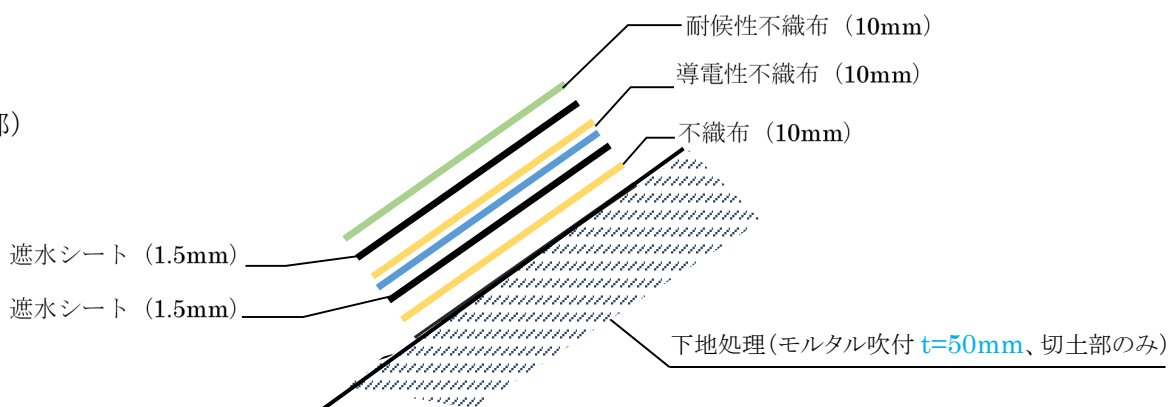 耐候性不織布（10mm）
導電性不織布（10mm）
部）
不織布（10mm）
遮水シート（1.5mm）
遮水シート（1.5mm）
下地処理（モルタル吹付 t=50mm、切土部のみ）